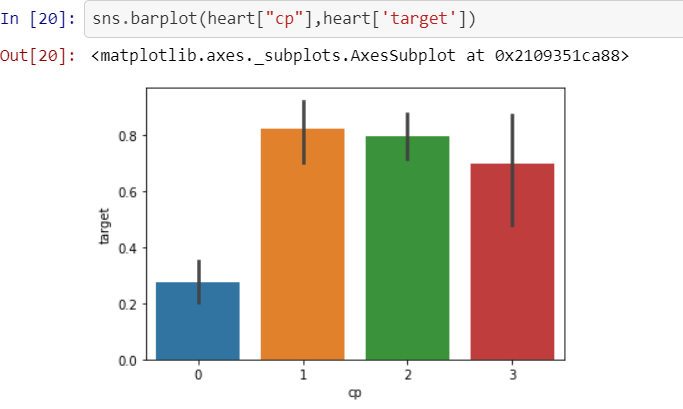 In [20]: sns.barplot(heart["cp"],heart['target'])
Out[20]: <matplotlib.axes._subplots.AxesSubplot at 0x2109351ca88>
0.8
0.6
target
0.4
0.2
0.0
0 1 2 3
cp